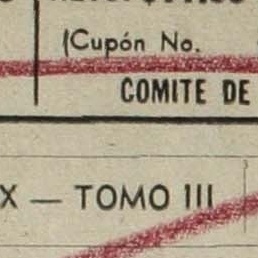 (Cupón No.
COMITE DE
X — TOMO III